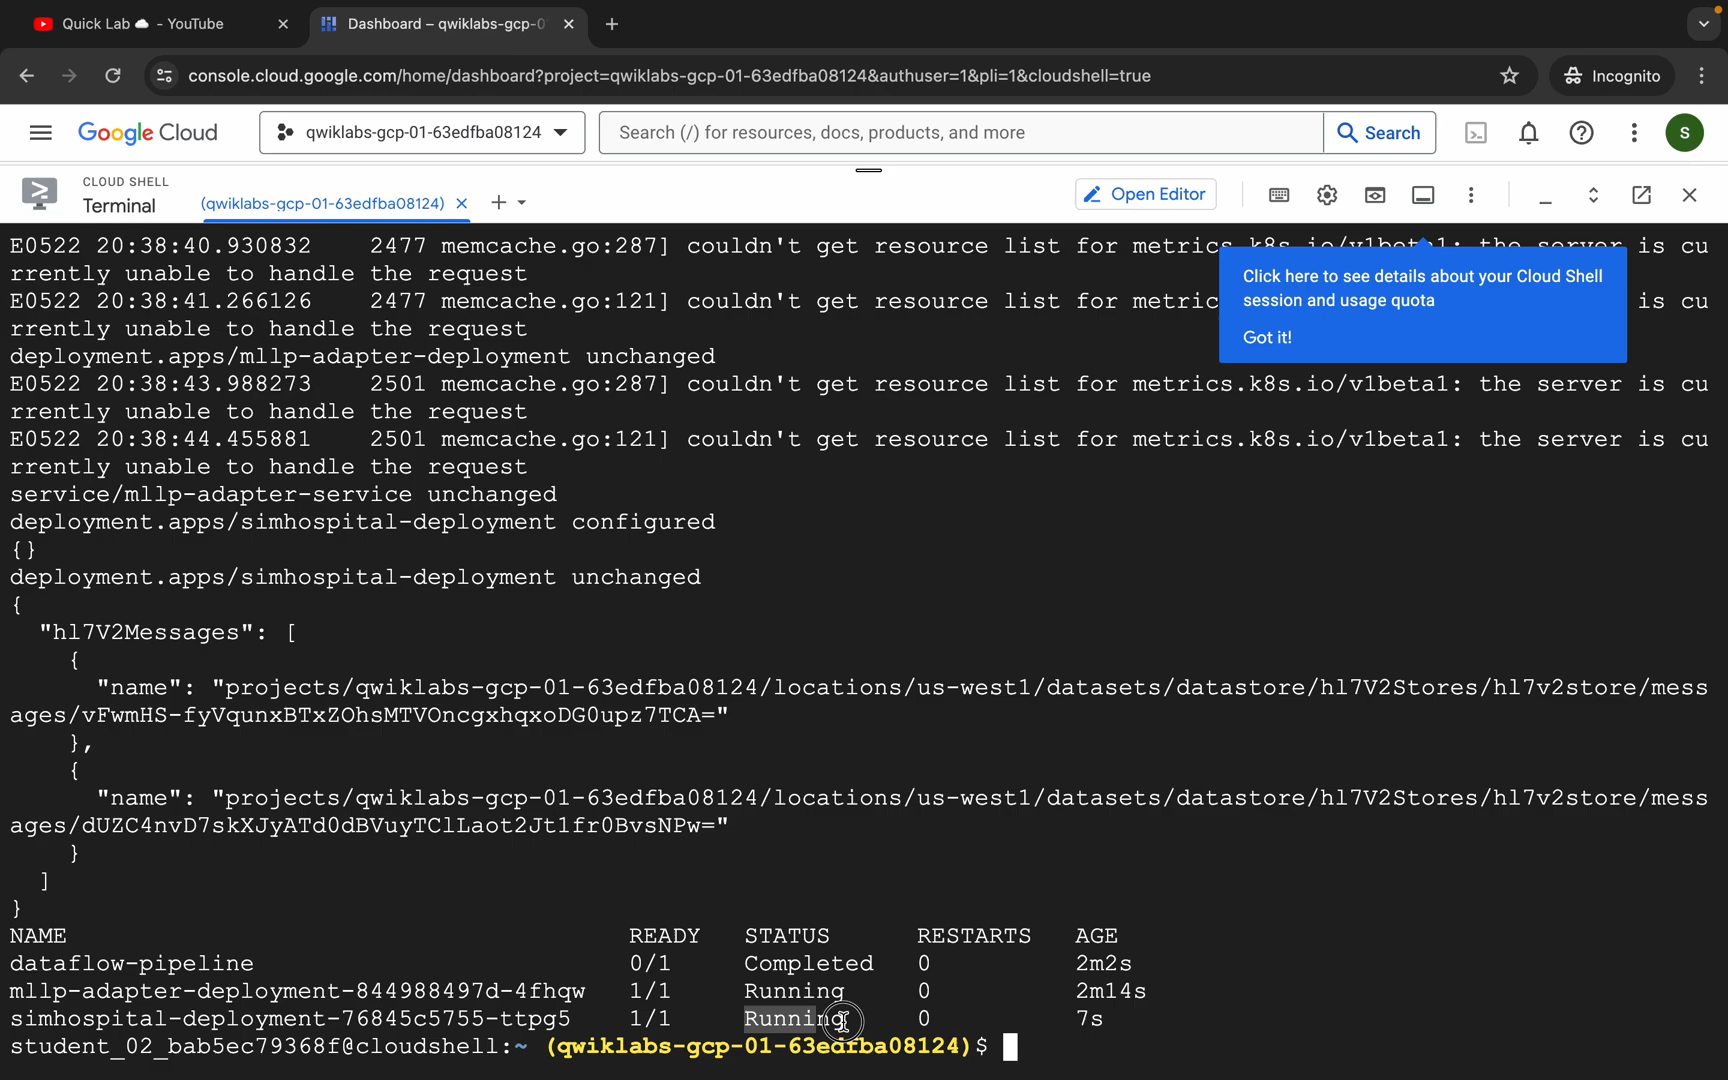 Quick Lab ☁ - YouTube
Dashboard – qwiklabs-gcp-0
console.cloud.google.com/home/dashboard?project=qwiklabs-gcp-01-63edfba08124&authuser=1&pli=1&cloudshell=true
Incognito
Google Cloud
qwiklabs-gcp-01-63edfba08124
Search (/) for resources, docs, products, and more
Search
S
CLOUD SHELL
Terminal
(qwiklabs-gcp-01-63edfba08124)
Open Editor
E0522 20:38:40.930832    2477 memcache.go:287] couldn't get resource list for metrics.k8s.io/v1beta1: the server is cu
rrently unable to handle the request
E0522 20:38:41.266126    2477 memcache.go:121] couldn't get resource list for metrics is cu
rrently unable to handle the request
Click here to see details about your Cloud Shell
session and usage quota
Got it!
deployment.apps/mllp-adapter-deployment unchanged
E0522 20:38:43.988273    2501 memcache.go:287] couldn't get resource list for metrics.k8s.io/v1beta1: the server is cu
rrently unable to handle the request
E0522 20:38:44.455881    2501 memcache.go:121] couldn't get resource list for metrics.k8s.io/v1beta1: the server is cu
rrently unable to handle the request
service/mllp-adapter-service unchanged
deployment.apps/simhospital-deployment configured
{}
deployment.apps/simhospital-deployment unchanged
{
"hl7V2Messages": [
{
"name": "projects/qwiklabs-gcp-01-63edfba08124/locations/us-west1/datasets/datastore/hl7V2Stores/hl7v2store/mess
ages/vFwmHS-fyVqunxBTxZOhsMTVOncgxhqxoDG0upz7TCA="
},
{
"name": "projects/qwiklabs-gcp-01-63edfba08124/locations/us-west1/datasets/datastore/hl7V2Stores/hl7v2store/mess
ages/dUZC4nvD7skXJyATd0dBVuyTClLaot2Jt1fr0BvsNPw="
}
]
}
NAME READY STATUS RESTARTS AGE
dataflow-pipeline 0/1 Completed 0 2m2s
mllp-adapter-deployment-844988497d-4fhqw 1/1 Running 0 2m14s
simhospital-deployment-76845c5755-ttpg5 1/1 Running 0 7s
student_02_bab5ec79368f@cloudshell:~ (qwiklabs-gcp-01-63edfba08124)$